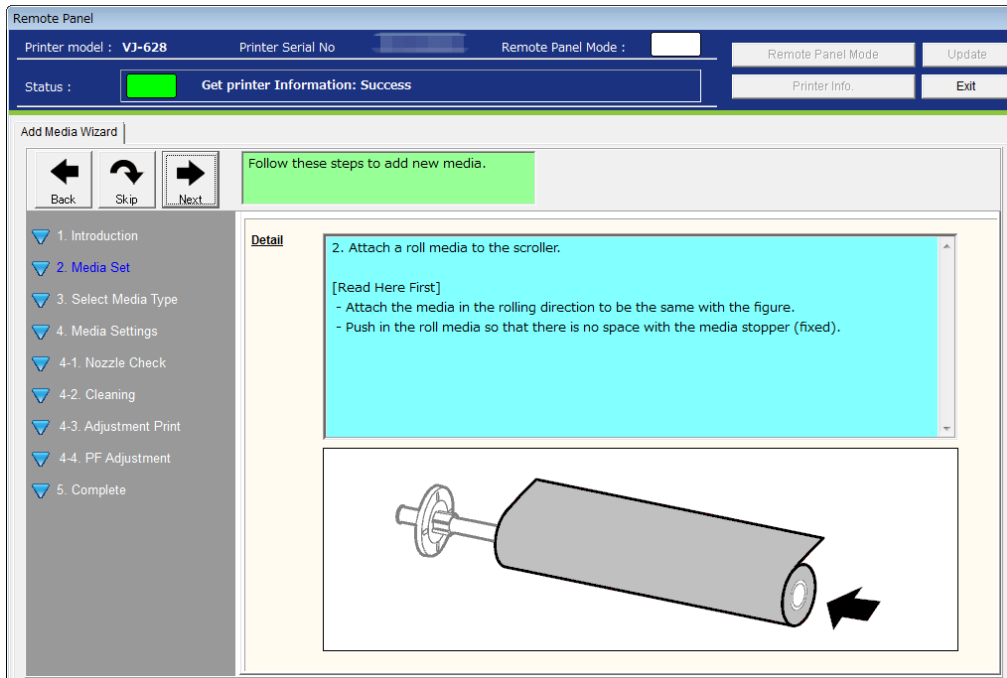 Remote Panel
Printer model : VJ-628 Printer Serial No Remote Panel Mode :
Remote Panel Mode Update
Status : Get printer Information: Success
Printer Info. Exit
Add Media Wizard
Back Skip Next
Follow these steps to add new media.
1. Introduction
2. Media Set
3. Select Media Type
4. Media Settings
4-1. Nozzle Check
4-2. Cleaning
4-3. Adjustment Print
4-4. PF Adjustment
5. Complete
Detail
2. Attach a roll media to the scroller.
[Read Here First]
- Attach the media in the rolling direction to be the same with the figure.
- Push in the roll media so that there is no space with the media stopper (fixed).